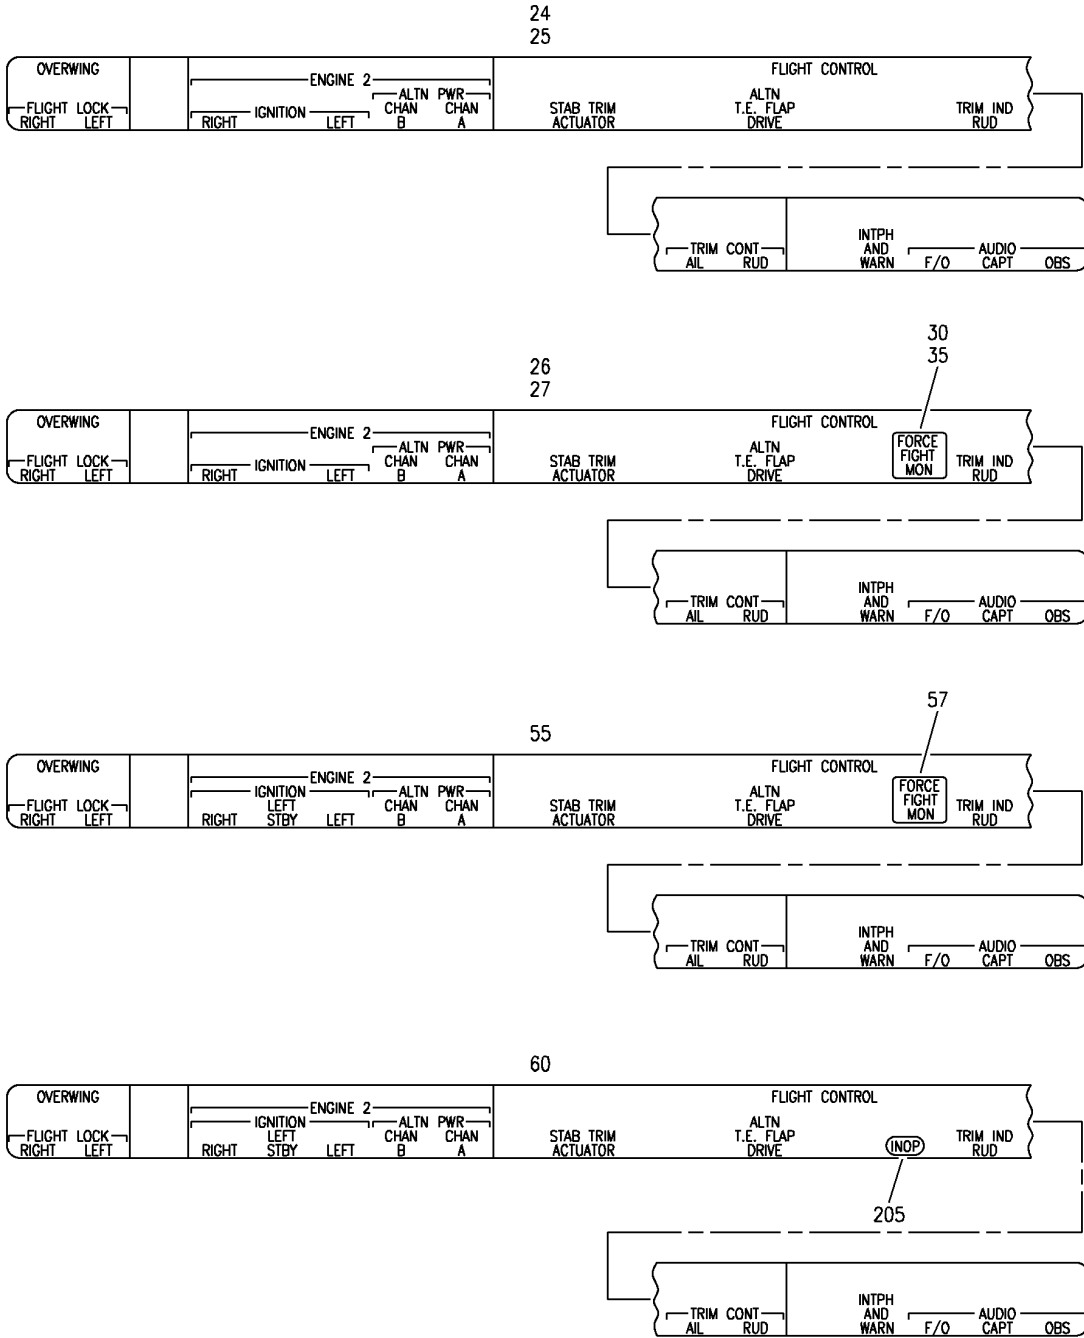 24
25
OVERWING
ENGINE 2
FLIGHT CONTROL
FLIGHT LOCK
RIGHT LEFT
IGNITION
RIGHT LEFT
ALTN PWR
CHAN CHAN
B A
STAB TRIM
ACTUATOR
ALTN
T.E. FLAP
DRIVE
TRIM IND
RUD
TRIM CONT
AIL RUD
INTPH
AND
WARN
AUDIO
F/O CAPT OBS
26
27
30
35
OVERWING
ENGINE 2
FLIGHT CONTROL
FLIGHT LOCK
RIGHT LEFT
IGNITION
RIGHT LEFT
ALTN PWR
CHAN CHAN
B A
STAB TRIM
ACTUATOR
ALTN
T.E. FLAP
DRIVE
FORCE
FIGHT
MON
TRIM IND
RUD
TRIM CONT
AIL RUD
INTPH
AND
WARN
AUDIO
F/O CAPT OBS
55
57
OVERWING
ENGINE 2
FLIGHT CONTROL
FLIGHT LOCK
RIGHT LEFT
IGNITION
LEFT
RIGHT STBY LEFT
ALTN PWR
CHAN CHAN
B A
STAB TRIM
ACTUATOR
ALTN
T.E. FLAP
DRIVE
FORCE
FIGHT
MON
TRIM IND
RUD
TRIM CONT
AIL RUD
INTPH
AND
WARN
AUDIO
F/O CAPT OBS
60
OVERWING
ENGINE 2
FLIGHT CONTROL
FLIGHT LOCK
RIGHT LEFT
IGNITION
LEFT
RIGHT STBY LEFT
ALTN PWR
CHAN CHAN
B A
STAB TRIM
ACTUATOR
ALTN
T.E. FLAP
DRIVE
INOP
TRIM IND
RUD
205
TRIM CONT
AIL RUD
INTPH
AND
WARN
AUDIO
F/O CAPT OBS